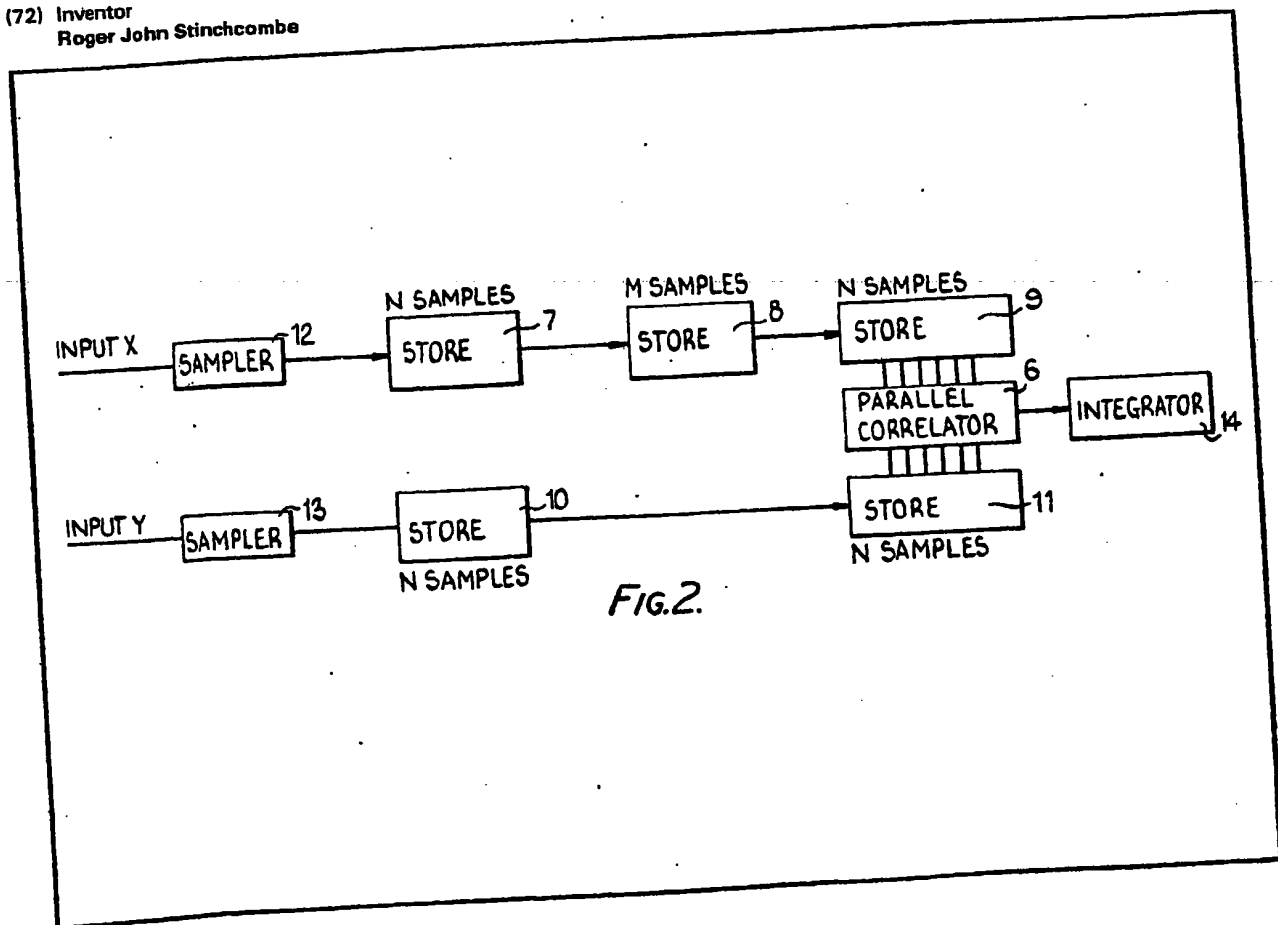 (72) Inventor
Roger John Stinchcombe
INPUT X
SAMPLER
12
N SAMPLES
STORE
7
M SAMPLES
STORE
8
N SAMPLES
STORE
9
PARALLEL
CORRELATOR
6
INTEGRATOR
14
INPUT Y
SAMPLER
13
STORE
10
N SAMPLES
STORE
11
N SAMPLES
FIG.2.